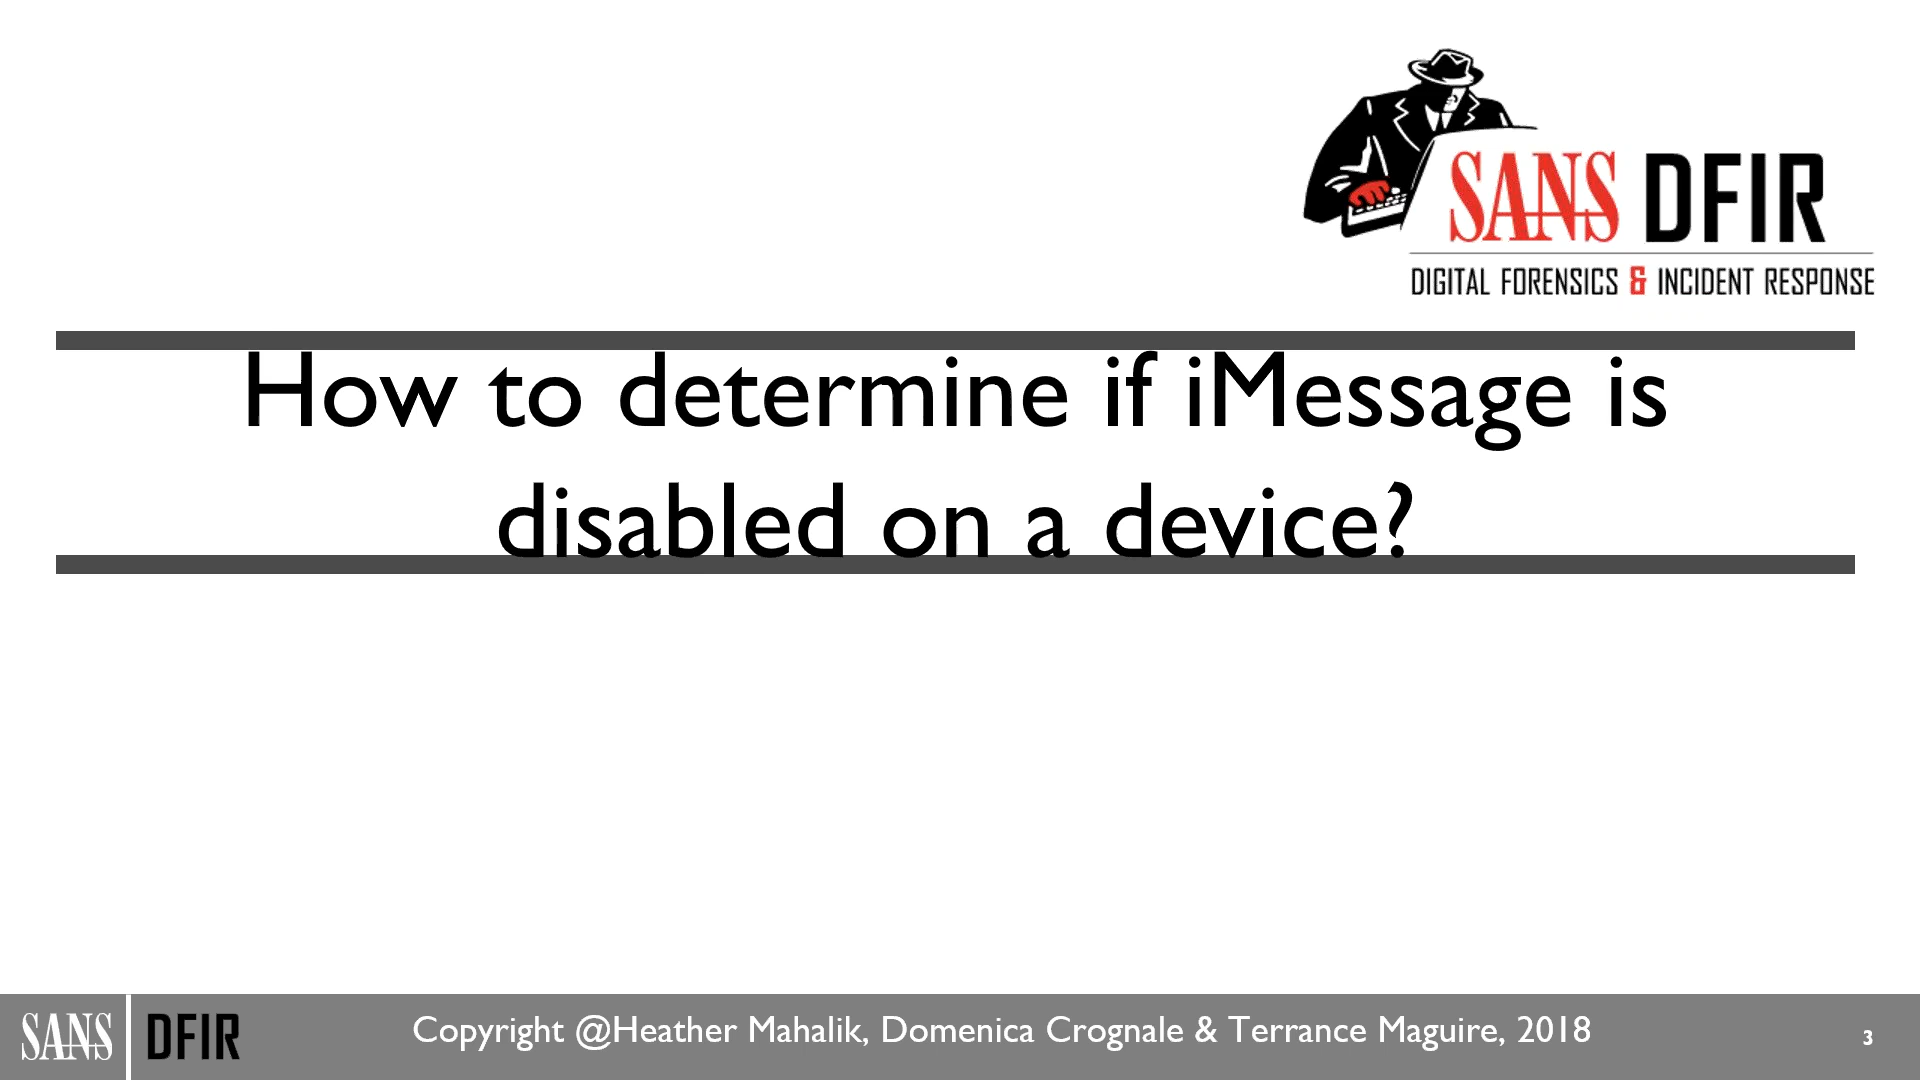 SANS DFIR
DIGITAL FORENSICS & INCIDENT RESPONSE
How to determine if iMessage is
disabled on a device?
SANS DFIR
Copyright @Heather Mahalik, Domenica Crognale & Terrance Maguire, 2018
3